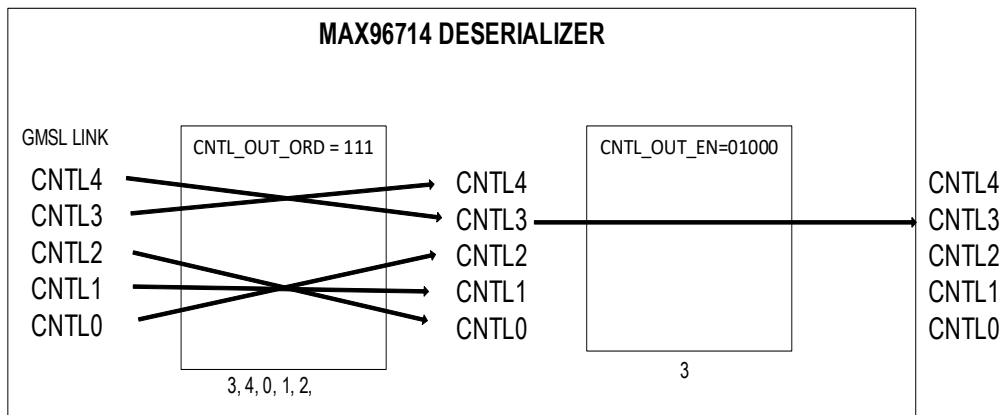 MAX96714 DESERIALIZER
GMSL LINK
CNTL_OUT_ORD = 111
CNTL_OUT_EN=01000
CNTL4
CNTL3
CNTL2
CNTL1
CNTL0
CNTL4
CNTL3
CNTL2
CNTL1
CNTL0
CNTL4
CNTL3
CNTL2
CNTL1
CNTL0
3, 4, 0, 1, 2,
3